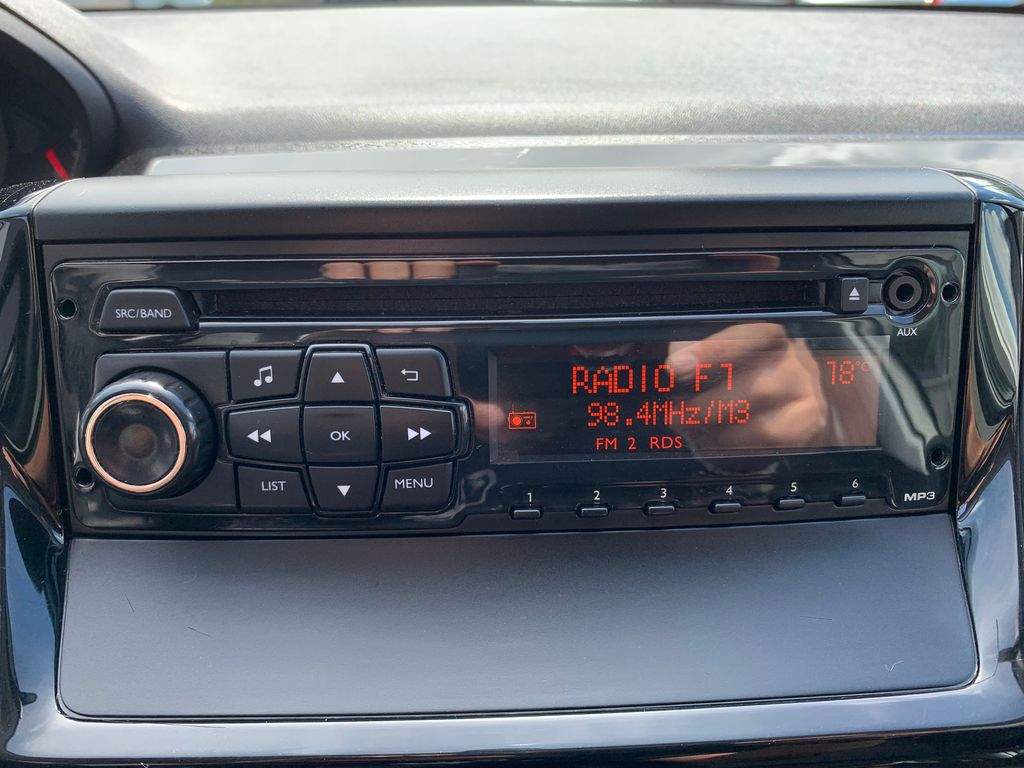 SRC/BAND
AUX
RADIO F7
18°C
98.4MHz/M3
FM 2 RDS
OK
LIST
MENU
1 2 3 4 5 6
MP3